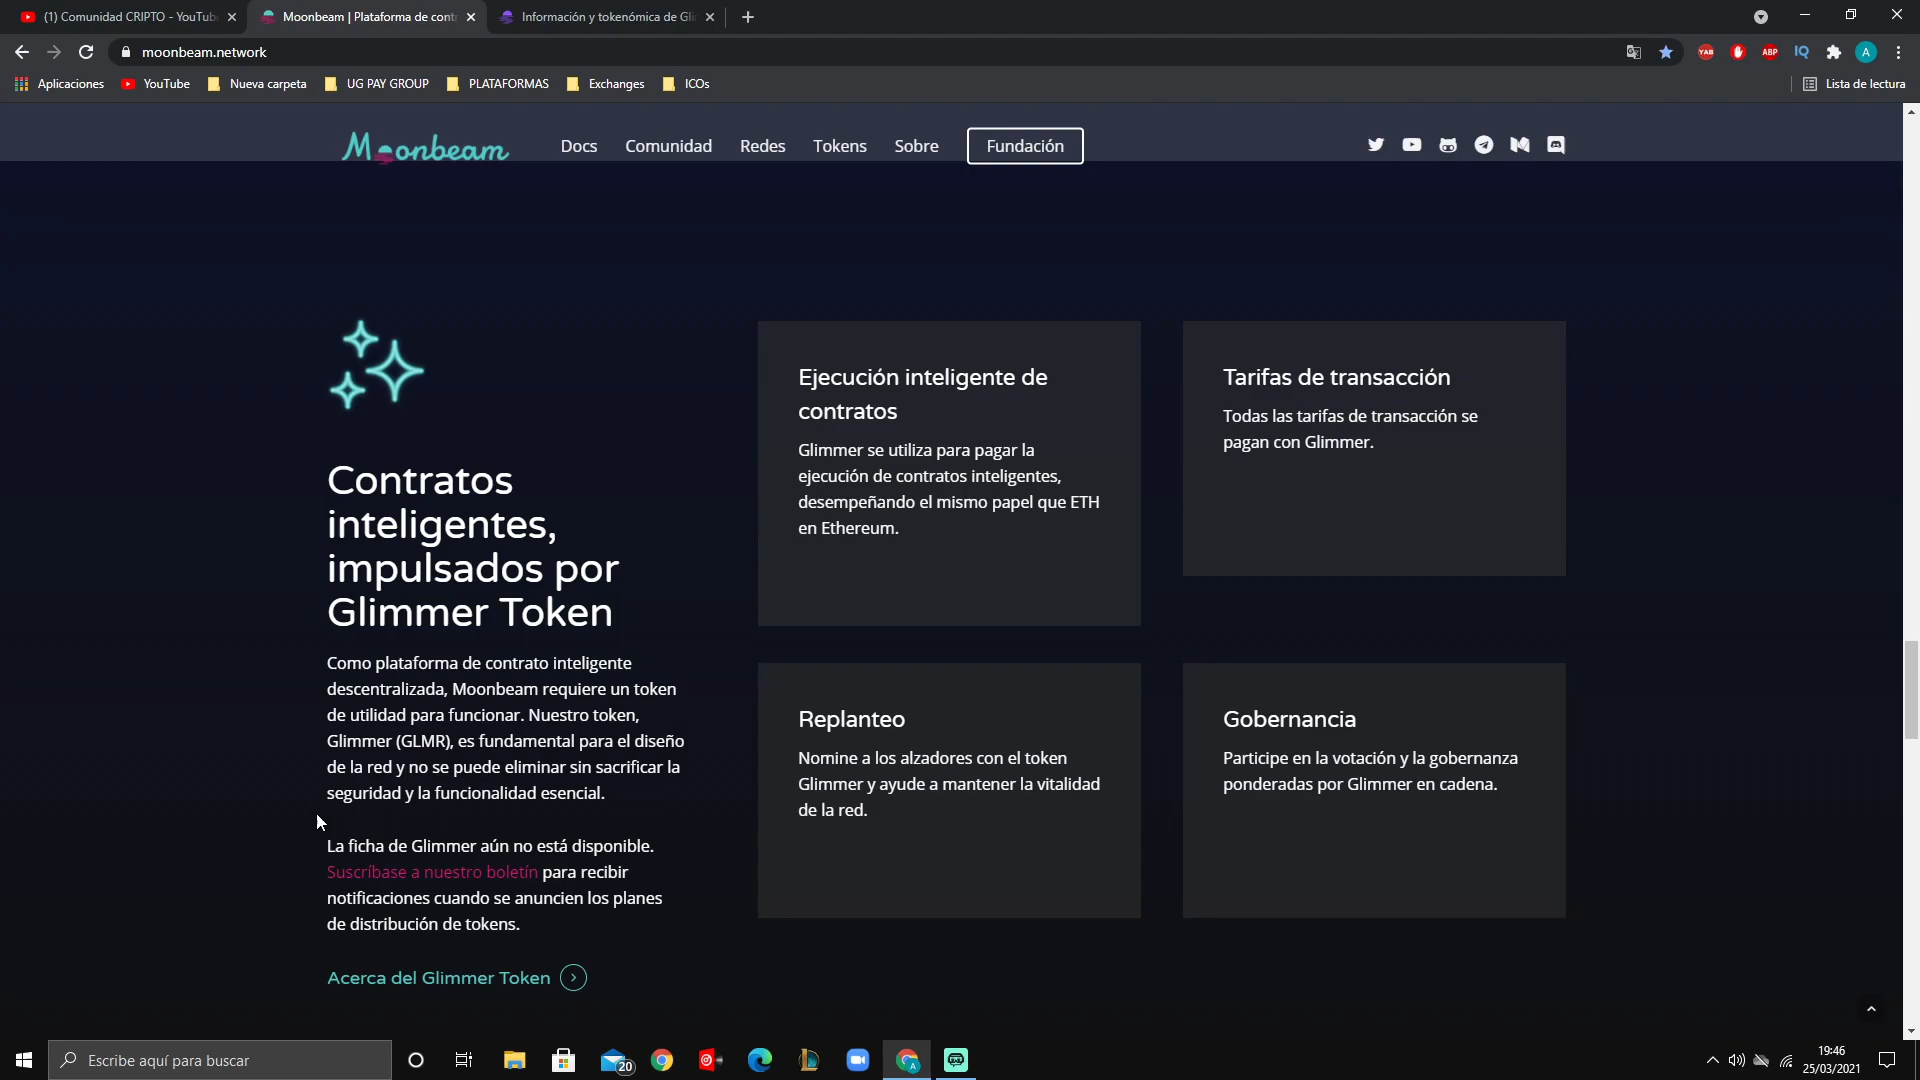 (1) Comunidad CRIPTO - YouTub
Moonbeam | Plataforma de cont
Información y tokenómica de Gli
moonbeam.network
Aplicaciones
YouTube
Nueva carpeta
UG PAY GROUP
PLATAFORMAS
Exchanges
ICOs
Lista de lectura
Moonbeam
Docs
Comunidad
Redes
Tokens
Sobre
Fundación
Contratos
inteligentes,
impulsados por
Glimmer Token
Como plataforma de contrato inteligente
descentralizada, Moonbeam requiere un token
de utilidad para funcionar. Nuestro token,
Glimmer (GLMR), es fundamental para el diseño
de la red y no se puede eliminar sin sacrificar la
seguridad y la funcionalidad esencial.
La ficha de Glimmer aún no está disponible.
Suscríbase a nuestro boletín para recibir
notificaciones cuando se anuncien los planes
de distribución de tokens.
Acerca del Glimmer Token
Ejecución inteligente de
contratos
Glimmer se utiliza para pagar la
ejecución de contratos inteligentes,
desempeñando el mismo papel que ETH
en Ethereum.
Tarifas de transacción
Todas las tarifas de transacción se
pagan con Glimmer.
Replanteo
Nomine a los alzadores con el token
Glimmer y ayude a mantener la vitalidad
de la red.
Gobernancia
Participe en la votación y la gobernanza
ponderadas por Glimmer en cadena.
Escribe aquí para buscar
20
A
19:46
25/03/2021
YAB
ABP
IQ
A